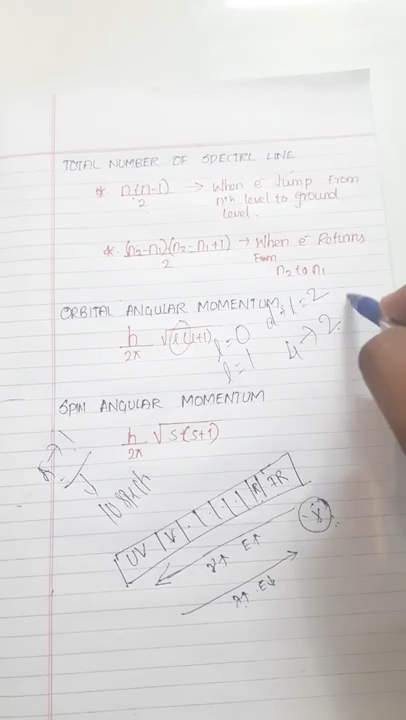 TOTAL NUMBER OF SPECTRL LINE
* n(n-1)/2 → When e⁻ Jump From
nth level to ground
level.
* (n2-n1)(n2-n1+1)/2 → When e⁻ Returns
From
n2 to n1
ORBITAL ANGULAR MOMENTUM
h/2π √l(l+1)
l=0
l=1
l=2
SPIN ANGULAR MOMENTUM
h/2π √s(s+1)
UV V R IR
γ↑ E↑
λ↑ E↓